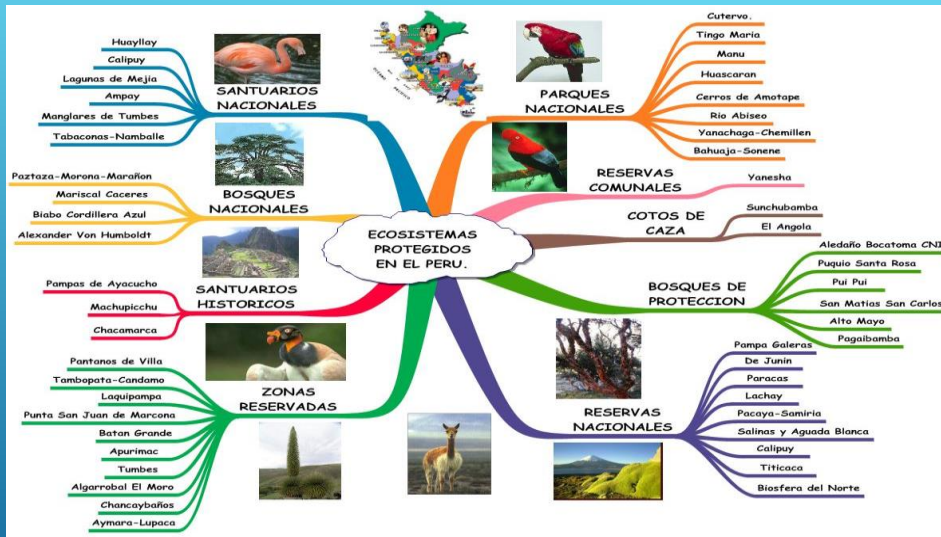 ECOSISTEMAS
PROTEGIDOS
EN EL PERU.
SANTUARIOS
NACIONALES
Huayllay
Calipuy
Lagunas de Mejia
Ampay
Manglares de Tumbes
Tabaconas-Namballe
BOSQUES
NACIONALES
Paztaza-Morona-Marañon
Mariscal Caceres
Biabo Cordillera Azul
Alexander Von Humboldt
SANTUARIOS
HISTORICOS
Pampas de Ayacucho
Machupicchu
Chacamarca
ZONAS
RESERVADAS
Pantanos de Villa
Tambopata-Candamo
Laquipampa
Punta San Juan de Marcona
Batan Grande
Apurimac
Tumbes
Algarrobal El Moro
Chancaybaños
Aymara-Lupaca
PARQUES
NACIONALES
Cutervo.
Tingo Maria
Manu
Huascaran
Cerros de Amotape
Rio Abiseo
Yanachaga-Chemillen
Bahuaja-Sonene
RESERVAS
COMUNALES
Yanesha
COTOS DE
CAZA
Sunchubamba
El Angola
BOSQUES DE
PROTECCION
Aledaño Bocatoma CNI
Puquio Santa Rosa
Pui Pui
San Matias San Carlos
Alto Mayo
Pagaibamba
RESERVAS
NACIONALES
Pampa Galeras
De Junin
Paracas
Lachay
Pacaya-Samiria
Salinas y Aguada Blanca
Calipuy
Titicaca
Biosfera del Norte